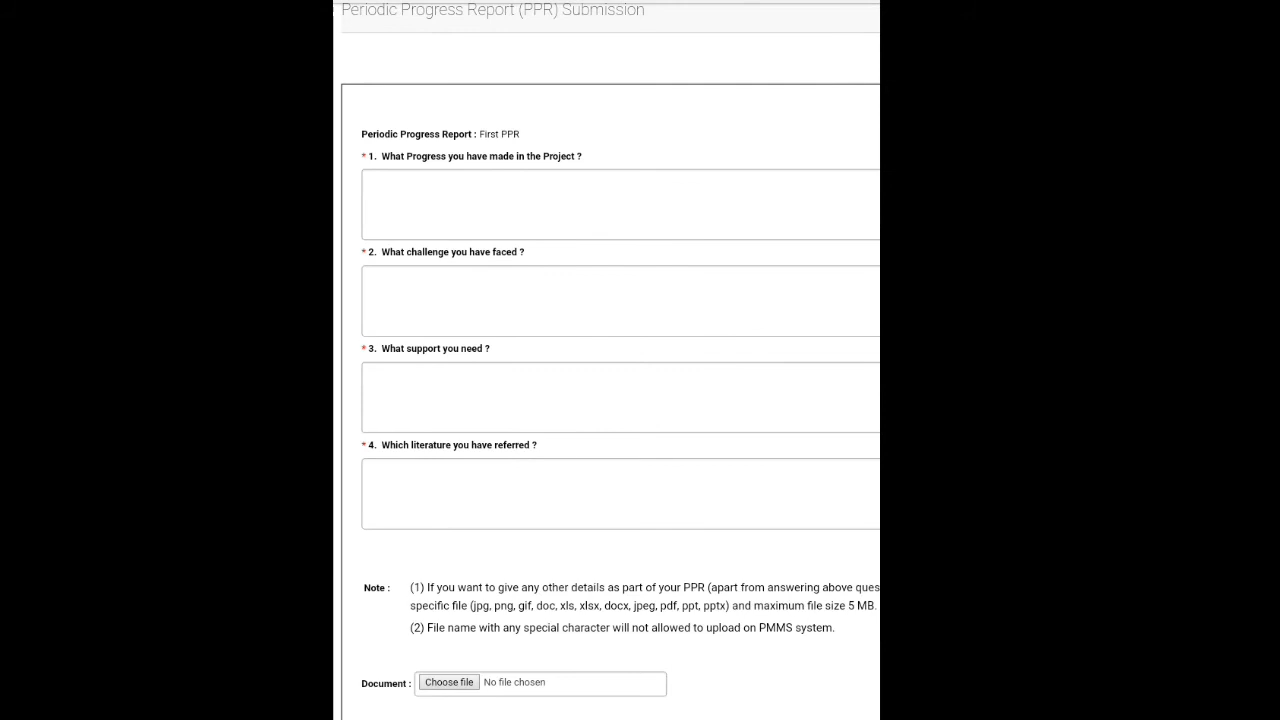 Periodic Progress Report (PPR) Submission
Periodic Progress Report : First PPR
* 1. What Progress you have made in the Project ?
* 2. What challenge you have faced ?
* 3. What support you need ?
* 4. Which literature you have referred ?
Note : (1) If you want to give any other details as part of your PPR (apart from answering above ques
specific file (jpg, png, gif, doc, xls, xlsx, docx, jpeg, pdf, ppt, pptx) and maximum file size 5 MB.
(2) File name with any special character will not allowed to upload on PMMS system.
Document : Choose file No file chosen